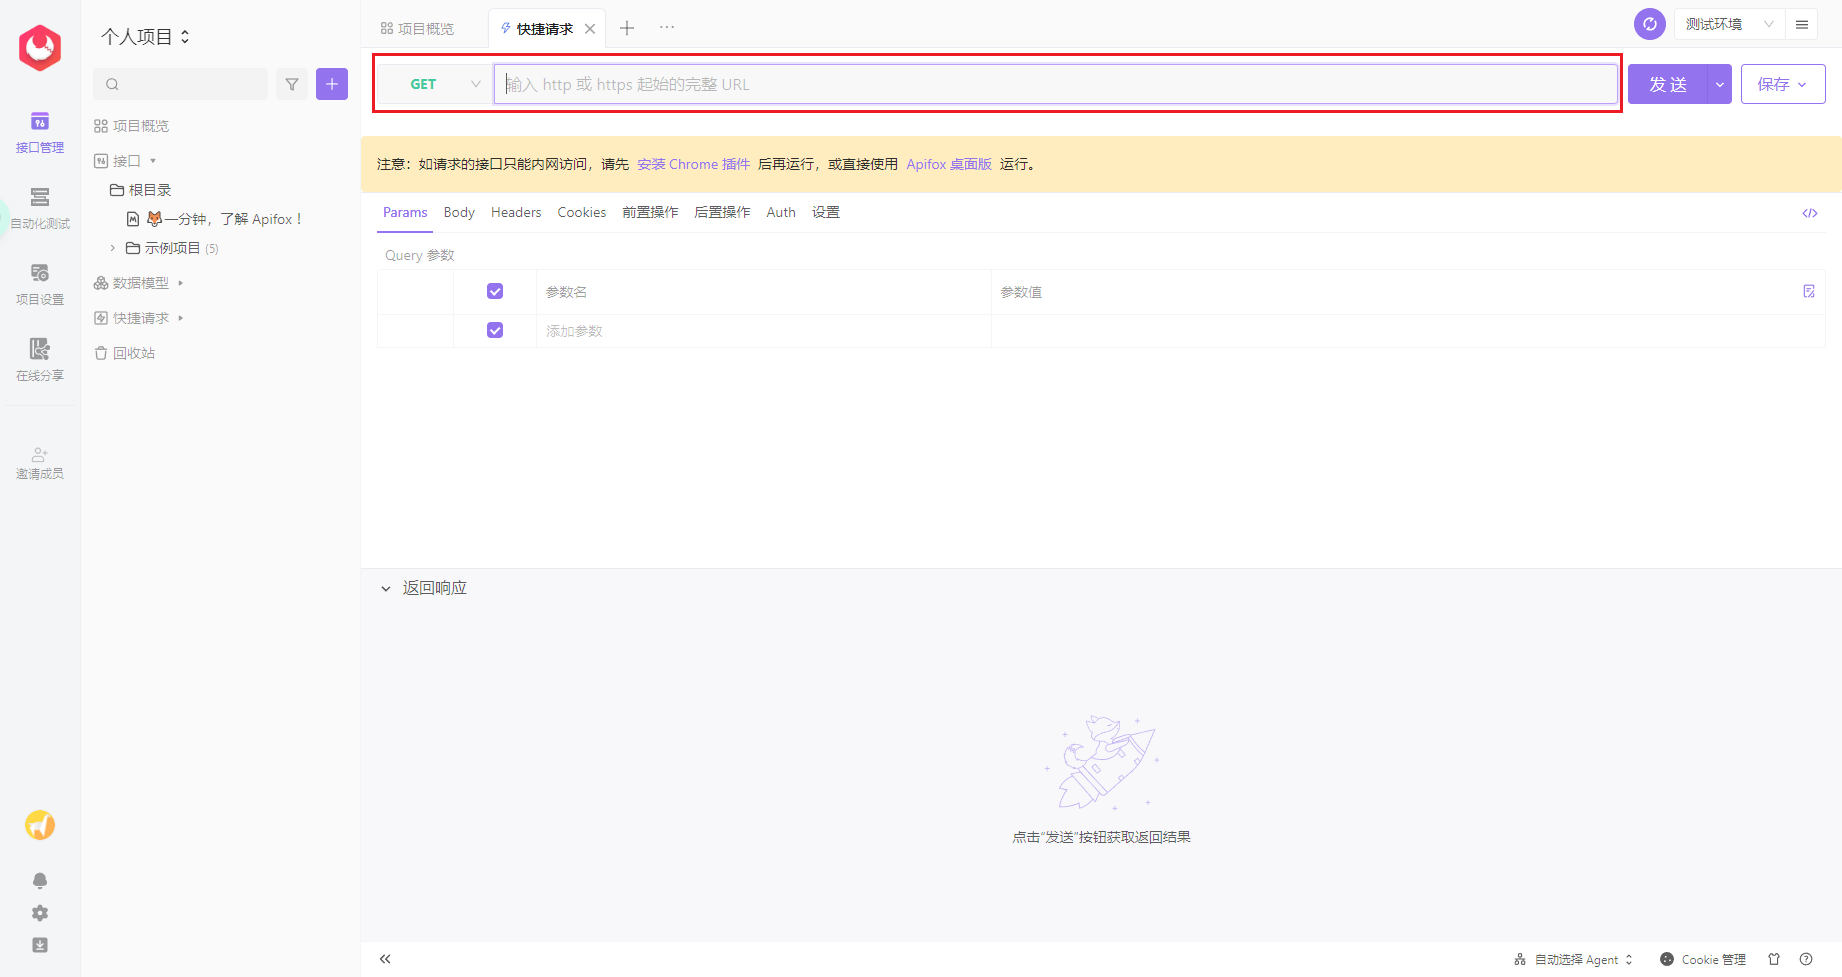 个人项目
项目概览
快捷请求
测试环境
GET
输入 http 或 https 起始的完整 URL
发 送
保存
接口管理
自动化测试
项目设置
在线分享
邀请成员
项目概览
接口
根目录
一分钟，了解 Apifox！
示例项目 (5)
数据模型
快捷请求
回收站
注意：如请求的接口只能内网访问，请先 安装 Chrome 插件 后再运行，或直接使用 Apifox 桌面版 运行。
Params Body Headers Cookies 前置操作 后置操作 Auth 设置
Query 参数
参数名 参数值
添加参数
返回响应
点击“发送”按钮获取返回结果
自动选择 Agent Cookie 管理